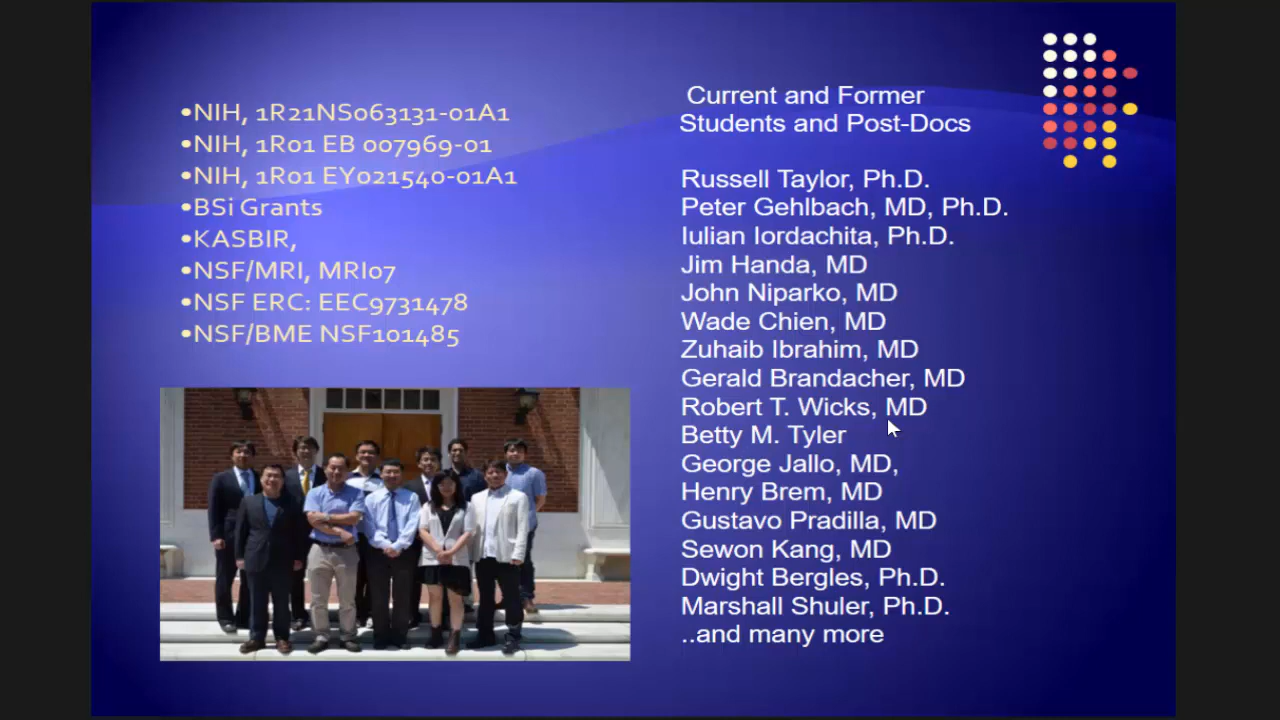 •NIH, 1R21NS063131-01A1
•NIH, 1R01 EB 007969-01
•NIH, 1R01 EY021540-01A1
•BSi Grants
•KASBIR,
•NSF/MRI, MRI07
•NSF ERC: EEC9731478
•NSF/BME NSF101485
Current and Former
Students and Post-Docs
Russell Taylor, Ph.D.
Peter Gehlbach, MD, Ph.D.
Iulian Iordachita, Ph.D.
Jim Handa, MD
John Niparko, MD
Wade Chien, MD
Zuhaib Ibrahim, MD
Gerald Brandacher, MD
Robert T. Wicks, MD
Betty M. Tyler
George Jallo, MD,
Henry Brem, MD
Gustavo Pradilla, MD
Sewon Kang, MD
Dwight Bergles, Ph.D.
Marshall Shuler, Ph.D.
..and many more